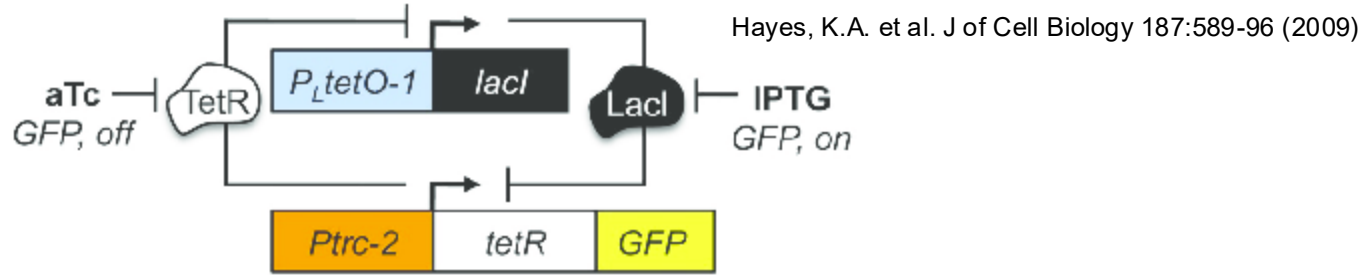 Hayes, K.A. et al. J of Cell Biology 187:589-96 (2009)
PLtetO-1 lacI
aTc TetR LacI IPTG
GFP, off GFP, on
Ptrc-2 tetR GFP